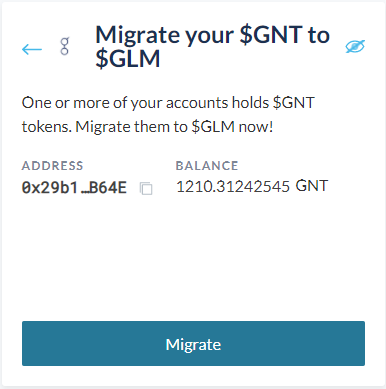 Migrate your $GNT to
$GLM
One or more of your accounts holds $GNT
tokens. Migrate them to $GLM now!
ADDRESS BALANCE
0x29b1…B64E 1210.31242545 GNT
Migrate